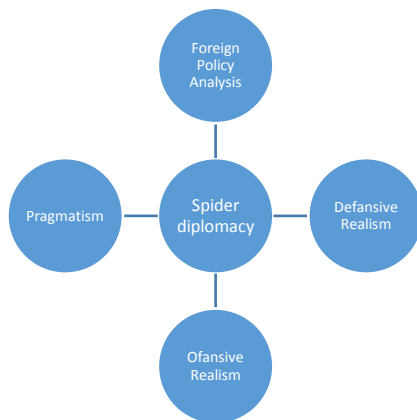 Foreign
Policy
Analysis
Pragmatism
Spider
diplomacy
Defansive
Realism
Ofansive
Realism